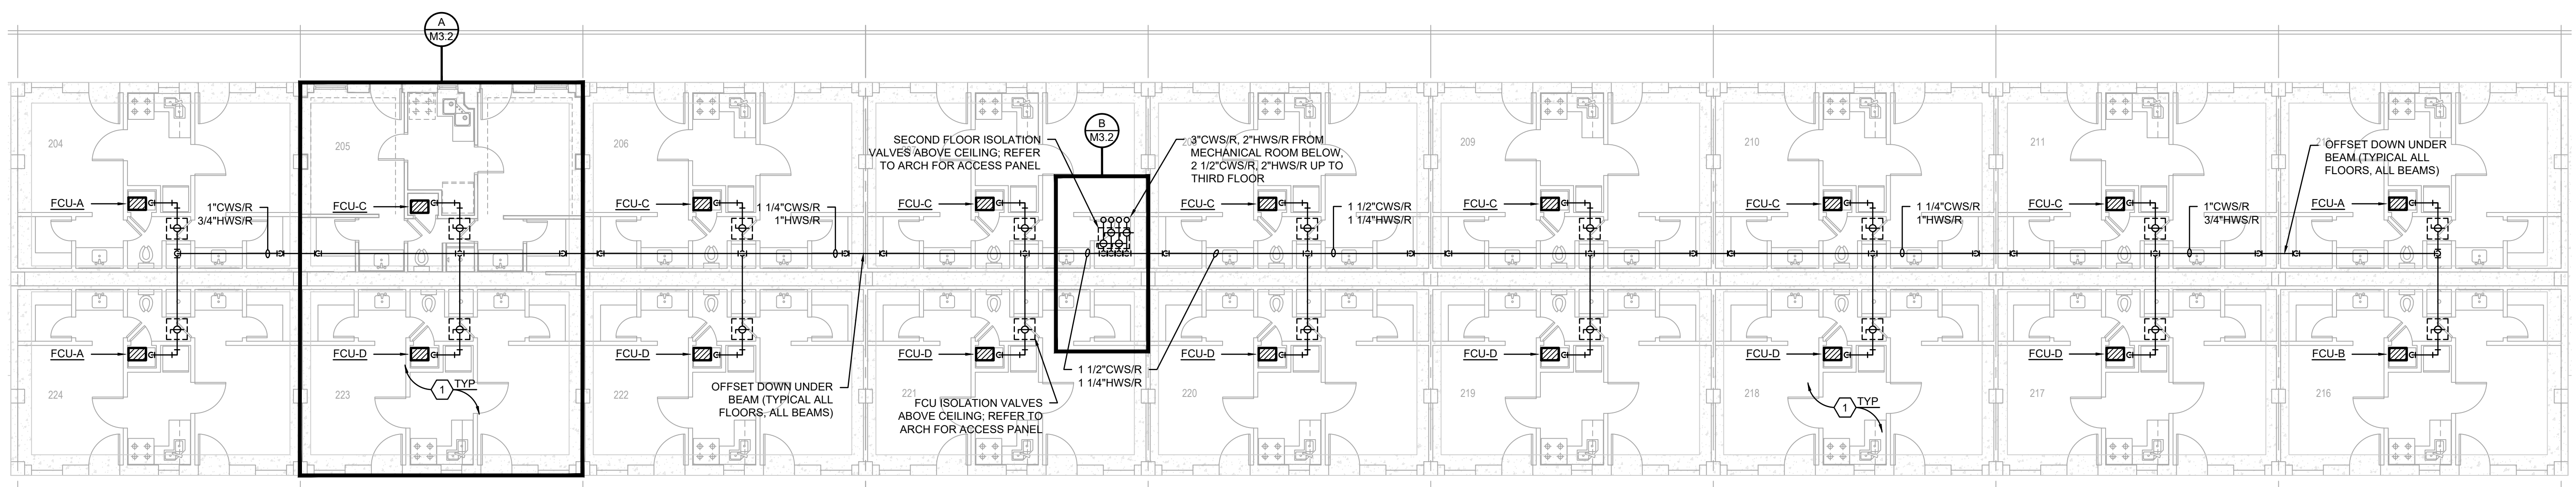 A
M3.2
B
M3.2
SECOND FLOOR ISOLATION
VALVES ABOVE CEILING; REFER
TO ARCH FOR ACCESS PANEL
3"CWS/R, 2"HWS/R FROM
MECHANICAL ROOM BELOW,
2 1/2"CWS/R, 2"HWS/R UP TO
THIRD FLOOR
OFFSET DOWN UNDER
BEAM (TYPICAL ALL
FLOORS, ALL BEAMS)
204
205
206
209
210
211
FCU-A
FCU-C
FCU-C
FCU-C
FCU-C
FCU-C
FCU-C
FCU-C
FCU-A
1"CWS/R
3/4"HWS/R
1 1/4"CWS/R
1"HWS/R
1 1/2"CWS/R
1 1/4"HWS/R
1 1/4"CWS/R
1"HWS/R
1"CWS/R
3/4"HWS/R
FCU-A
FCU-D
FCU-D
FCU-D
FCU-D
FCU-D
FCU-D
FCU-D
FCU-B
1 1/2"CWS/R
1 1/4"HWS/R
224
223
222
221
220
219
218
217
216
1 TYP
1 TYP
OFFSET DOWN UNDER
BEAM (TYPICAL ALL
FLOORS, ALL BEAMS)
FCU ISOLATION VALVES
ABOVE CEILING; REFER TO
ARCH FOR ACCESS PANEL